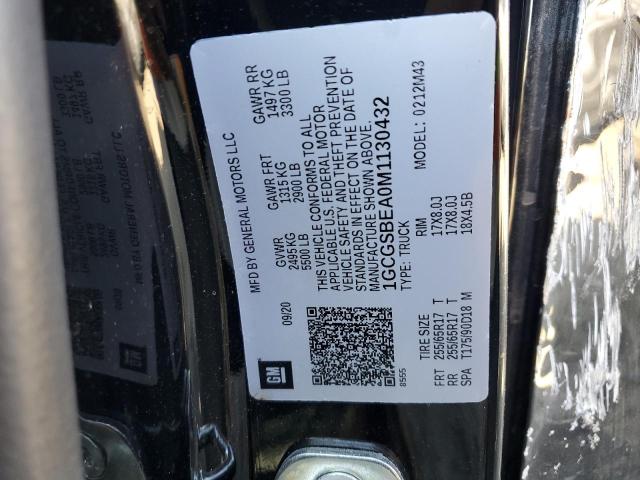 MFD BY GENERAL MOTORS LLC
09/20
GVWR GAWR FRT GAWR RR
2495 KG 1315 KG 1497 KG
5500 LB 2900 LB 3300 LB
THIS VEHICLE CONFORMS TO ALL
APPLICABLE U.S. FEDERAL MOTOR
VEHICLE SAFETY AND THEFT PREVENTION
STANDARDS IN EFFECT ON THE DATE OF
MANUFACTURE SHOWN ABOVE.
1GCGSBEA0M1130432
TYPE: TRUCK MODEL: 0212M43
GM
8555
TIRE SIZE RIM
FRT 255/65R17 T 17X8.0J
RR 255/65R17 T 17X8.0J
SPA T175/90D18 M 18X4.5B